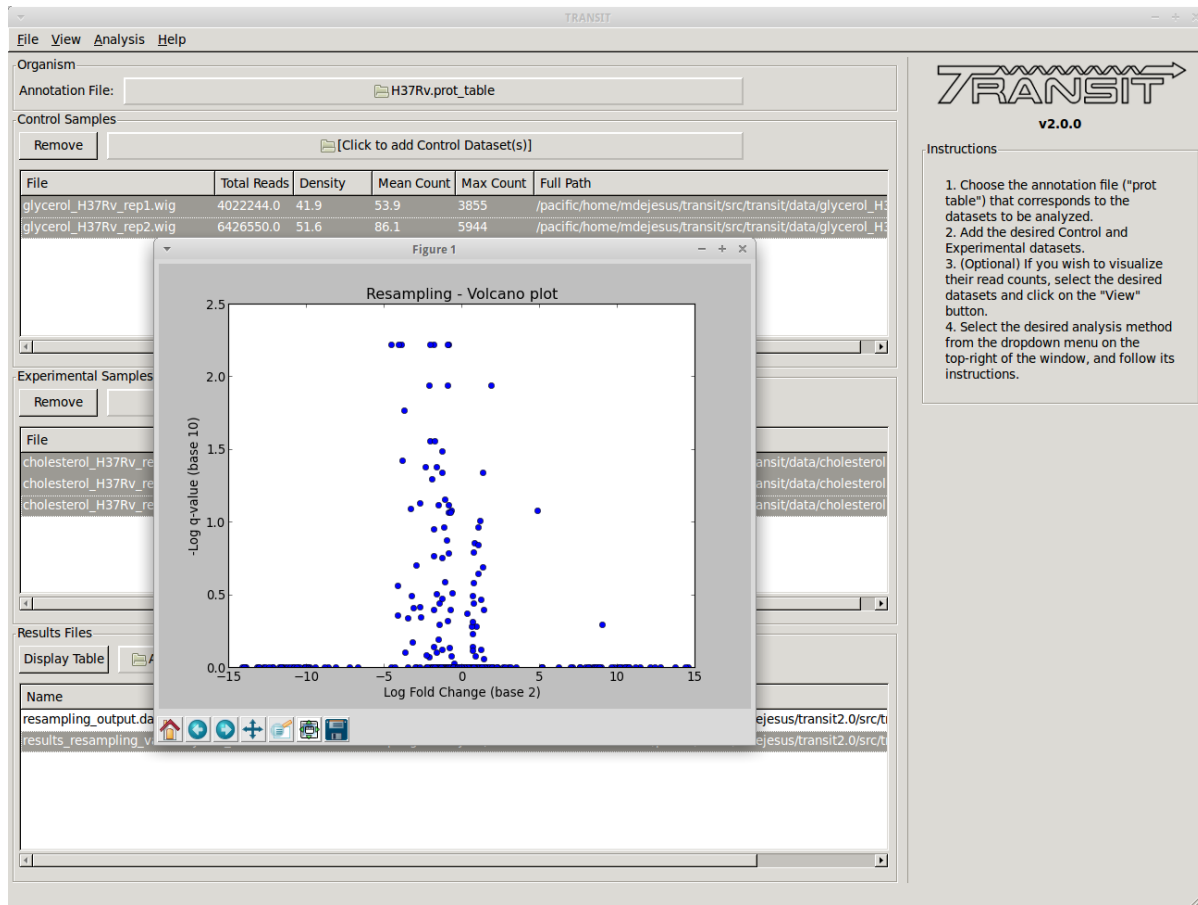 TRANSIT
File View Analysis Help
Organism
Annotation File: H37Rv.prot_table
Control Samples
Remove [Click to add Control Dataset(s)]
File Total Reads Density Mean Count Max Count Full Path
glycerol_H37Rv_rep1.wig 4022244.0 41.9 53.9 3855 /pacific/home/mdejesus/transit/src/transit/data/glycerol_H3
glycerol_H37Rv_rep2.wig 6426550.0 51.6 86.1 5944 /pacific/home/mdejesus/transit/src/transit/data/glycerol_H3
Experimental Samples
Remove
File
cholesterol_H37Rv_re ansit/data/cholesterol
cholesterol_H37Rv_re ansit/data/cholesterol
cholesterol_H37Rv_re ansit/data/cholesterol
Results Files
Display Table
Name
resampling_output.da ejesus/transit2.0/src/t
results_resampling_v ejesus/transit2.0/src/t
Figure 1
Resampling - Volcano plot
-Log q-value (base 10)
2.5
2.0
1.5
1.0
0.5
0.0
−15 −10 −5 0 5 10 15
Log Fold Change (base 2)
TRANSIT
v2.0.0
Instructions
1. Choose the annotation file ("prot
table") that corresponds to the
datasets to be analyzed.
2. Add the desired Control and
Experimental datasets.
3. (Optional) If you wish to visualize
their read counts, select the desired
datasets and click on the "View"
button.
4. Select the desired analysis method
from the dropdown menu on the
top-right of the window, and follow its
instructions.